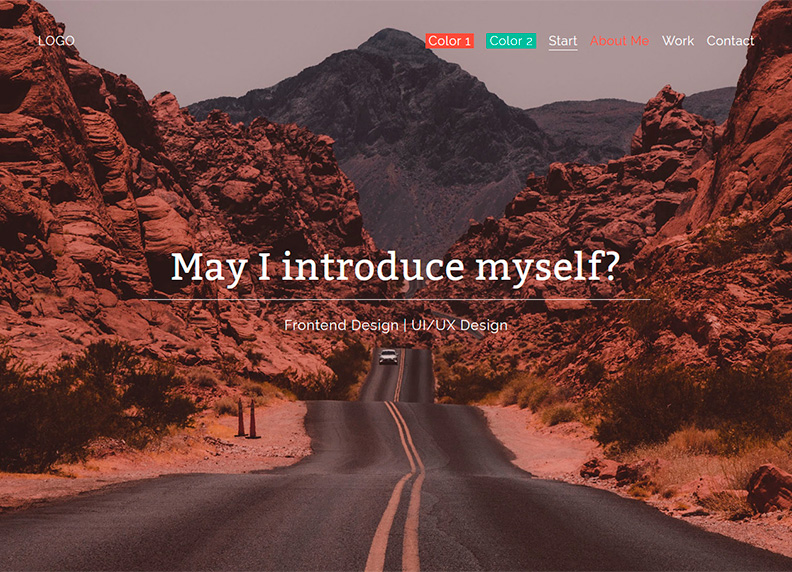 LOGO Color 1 Color 2 Start About Me Work Contact
May I introduce myself?
Frontend Design | UI/UX Design